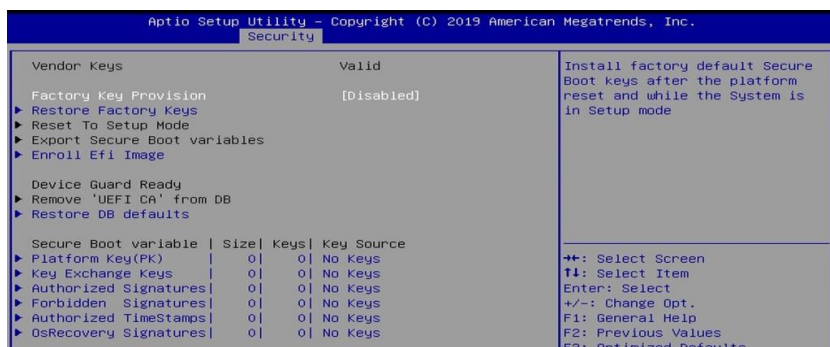 Aptio Setup Utility – Copyright (C) 2019 American Megatrends, Inc.
Security
Vendor Keys Valid
Factory Key Provision [Disabled]
▶ Restore Factory Keys
▶ Reset To Setup Mode
▶ Export Secure Boot variables
▶ Enroll Efi Image
Device Guard Ready
▶ Remove 'UEFI CA' from DB
▶ Restore DB defaults
Secure Boot variable | Size| Keys| Key Source
▶ Platform Key(PK) | 0| 0| No Keys
▶ Key Exchange Keys | 0| 0| No Keys
▶ Authorized Signatures| 0| 0| No Keys
▶ Forbidden Signatures| 0| 0| No Keys
▶ Authorized TimeStamps| 0| 0| No Keys
▶ OsRecovery Signatures| 0| 0| No Keys
Install factory default Secure
Boot keys after the platform
reset and while the System is
in Setup mode
→←: Select Screen
↑↓: Select Item
Enter: Select
+/-: Change Opt.
F1: General Help
F2: Previous Values
F3: Optimized Defaults